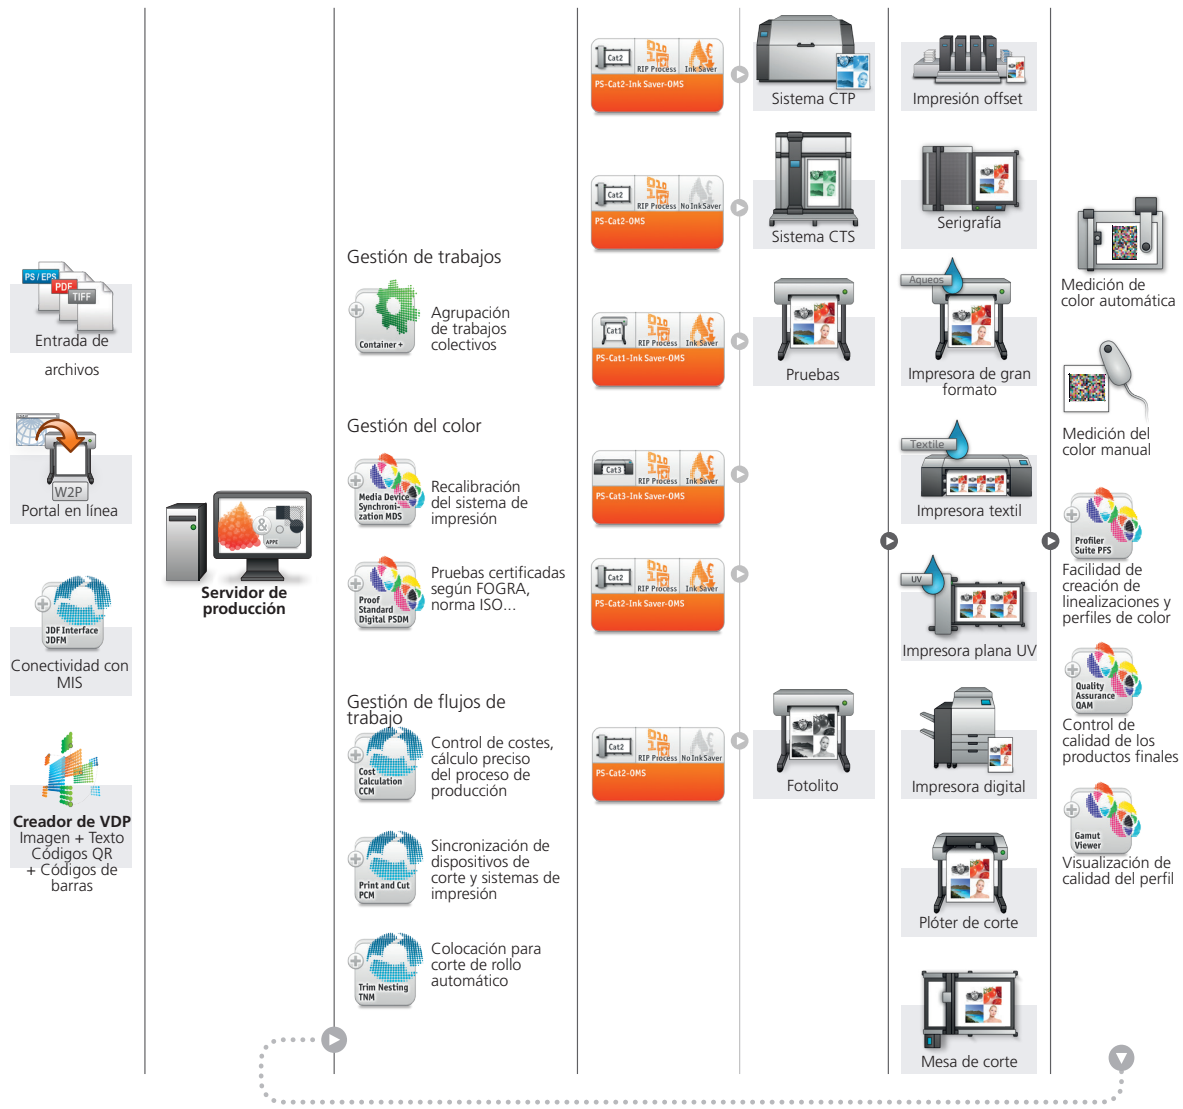 PS / EPS
PDF
TIFF
Entrada de
archivos
W2P
Portal en línea
JDF Interface
JDFM
Conectividad con
MIS
Creador de VDP
Imagen + Texto
Códigos QR
+ Códigos de
barras
&
APPE
Servidor de
producción
Gestión de trabajos
Container +
Agrupación
de trabajos
colectivos
Gestión del color
Media Device
Synchroni-
zation MDS
Recalibración
del sistema de
impresión
Proof
Standard
Digital PSDM
Pruebas certificadas
según FOGRA,
norma ISO...
Gestión de flujos de
trabajo
Cost
Calculation
CCM
Control de costes,
cálculo preciso
del proceso de
producción
Print and Cut
PCM
Sincronización de
dispositivos de
corte y sistemas de
impresión
Trim Nesting
TNM
Colocación para
corte de rollo
automático
Cat2
RIP Process
Ink Saver
PS-Cat2-Ink Saver-OMS
Cat2
RIP Process
No InkSaver
PS-Cat2-OMS
Cat1
RIP Process
Ink Saver
PS-Cat1-Ink Saver-OMS
Cat3
RIP Process
Ink Saver
PS-Cat3-Ink Saver-OMS
Cat2
RIP Process
Ink Saver
PS-Cat2-Ink Saver-OMS
Cat2
RIP Process
No InkSaver
PS-Cat2-OMS
Sistema CTP
Sistema CTS
Pruebas
Fotolito
Impresión offset
Serigrafía
Aqueos
Impresora de gran
formato
Textile
Impresora textil
UV
Impresora plana UV
Impresora digital
Plóter de corte
Mesa de corte
Medición de
color automática
Medición del
color manual
Profiler
Suite PFS
Facilidad de
creación de
linealizaciones y
perfiles de color
Quality
Assurance
QAM
Control de
calidad de los
productos finales
Gamut
Viewer
Visualización de
calidad del perfil